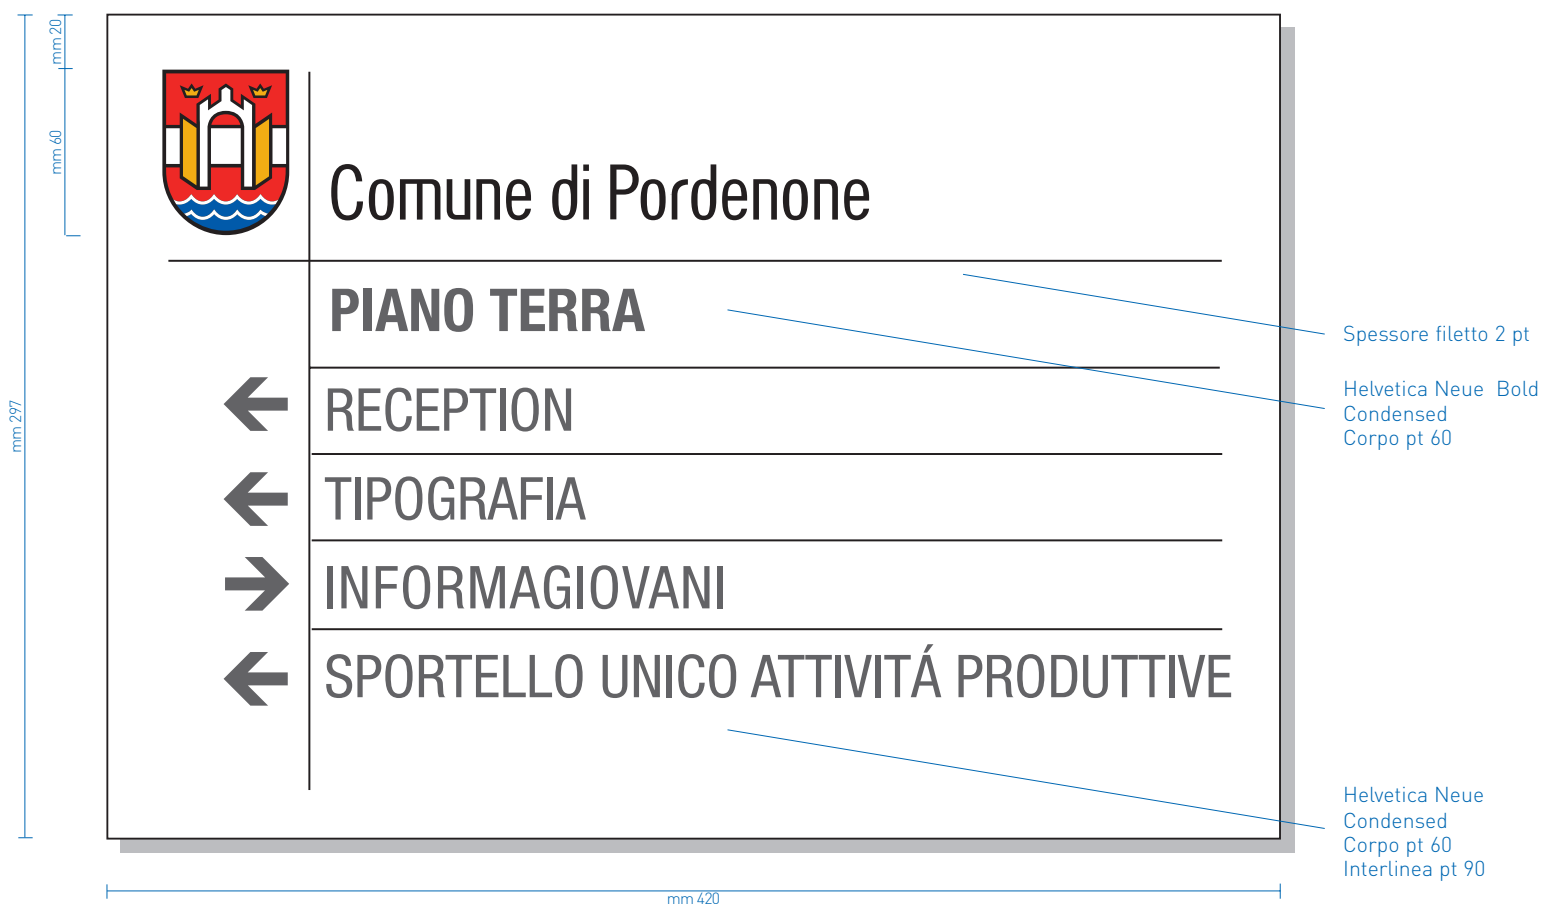 mm 20
mm 60
mm 297
Comune di Pordenone
PIANO TERRA
RECEPTION
TIPOGRAFIA
INFORMAGIOVANI
SPORTELLO UNICO ATTIVITÁ PRODUTTIVE
Spessore filetto 2 pt
Helvetica Neue Bold
Condensed
Corpo pt 60
Helvetica Neue
Condensed
Corpo pt 60
Interlinea pt 90
mm 420